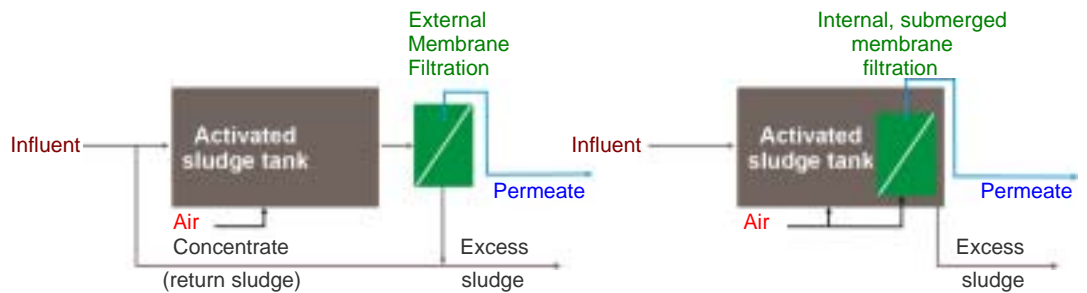 External
Membrane
Filtration
Influent
Activated
sludge tank
Permeate
Air
Concentrate
(return sludge)
Excess
sludge
Internal, submerged
membrane
filtration
Influent
Activated
sludge tank
Permeate
Air
Excess
sludge